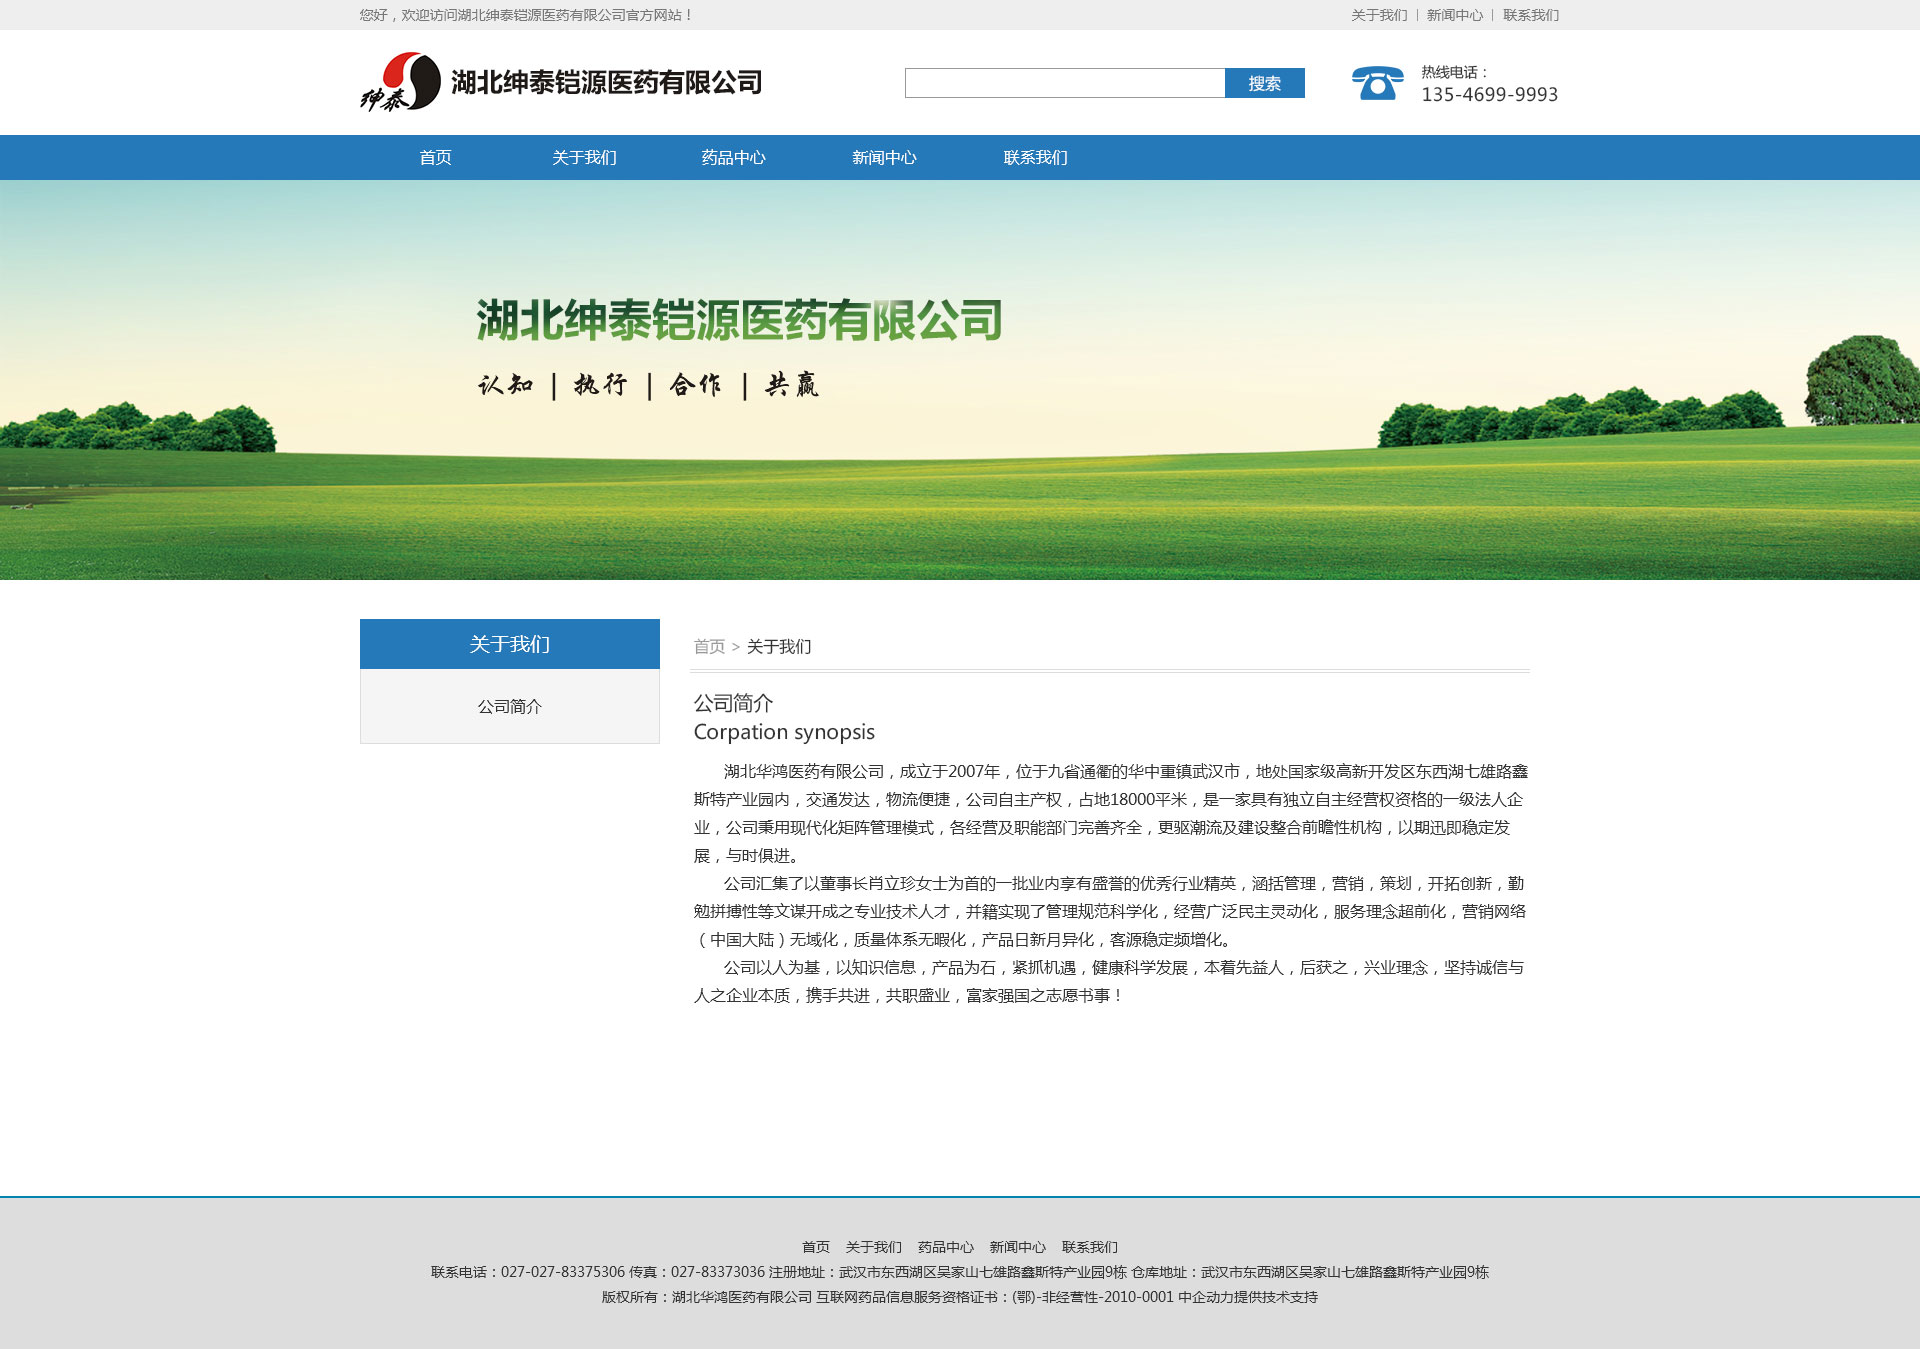 您好，欢迎访问湖北绅泰铠源医药有限公司官方网站！
关于我们 | 新闻中心 | 联系我们
绅泰
湖北绅泰铠源医药有限公司
搜索
热线电话：
135-4699-9993
首页 关于我们 药品中心 新闻中心 联系我们
湖北绅泰铠源医药有限公司
认知 | 执行 | 合作 | 共赢
关于我们
公司简介
首页 > 关于我们
公司简介
Corpation synopsis
湖北华鸿医药有限公司，成立于2007年，位于九省通衢的华中重镇武汉市，地处国家级高新开发区东西湖七雄路鑫
斯特产业园内，交通发达，物流便捷，公司自主产权，占地18000平米，是一家具有独立自主经营权资格的一级法人企
业，公司秉用现代化矩阵管理模式，各经营及职能部门完善齐全，更驱潮流及建设整合前瞻性机构，以期迅即稳定发
展，与时俱进。
公司汇集了以董事长肖立珍女士为首的一批业内享有盛誉的优秀行业精英，涵括管理，营销，策划，开拓创新，勤
勉拼搏性等文谋开成之专业技术人才，并籍实现了管理规范科学化，经营广泛民主灵动化，服务理念超前化，营销网络
（中国大陆）无域化，质量体系无暇化，产品日新月异化，客源稳定频增化。
公司以人为基，以知识信息，产品为石，紧抓机遇，健康科学发展，本着先益人，后获之，兴业理念，坚持诚信与
人之企业本质，携手共进，共职盛业，富家强国之志愿书事！
首页 关于我们 药品中心 新闻中心 联系我们
联系电话：027-027-83375306 传真：027-83373036 注册地址：武汉市东西湖区吴家山七雄路鑫斯特产业园9栋 仓库地址：武汉市东西湖区吴家山七雄路鑫斯特产业园9栋
版权所有：湖北华鸿医药有限公司 互联网药品信息服务资格证书：(鄂)-非经营性-2010-0001 中企动力提供技术支持